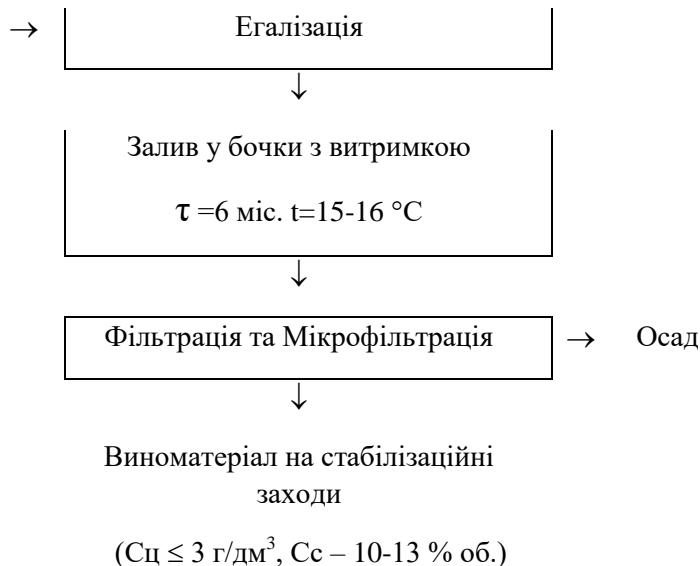 → Егалізація
↓
Залив у бочки з витримкою
τ =6 міс. t=15-16 °C
↓
Фільтрація та Мікрофільтрація → Осад
↓
Виноматеріал на стабілізаційні
заходи
(Сц ≤ 3 г/дм³, Сс – 10-13 % об.)